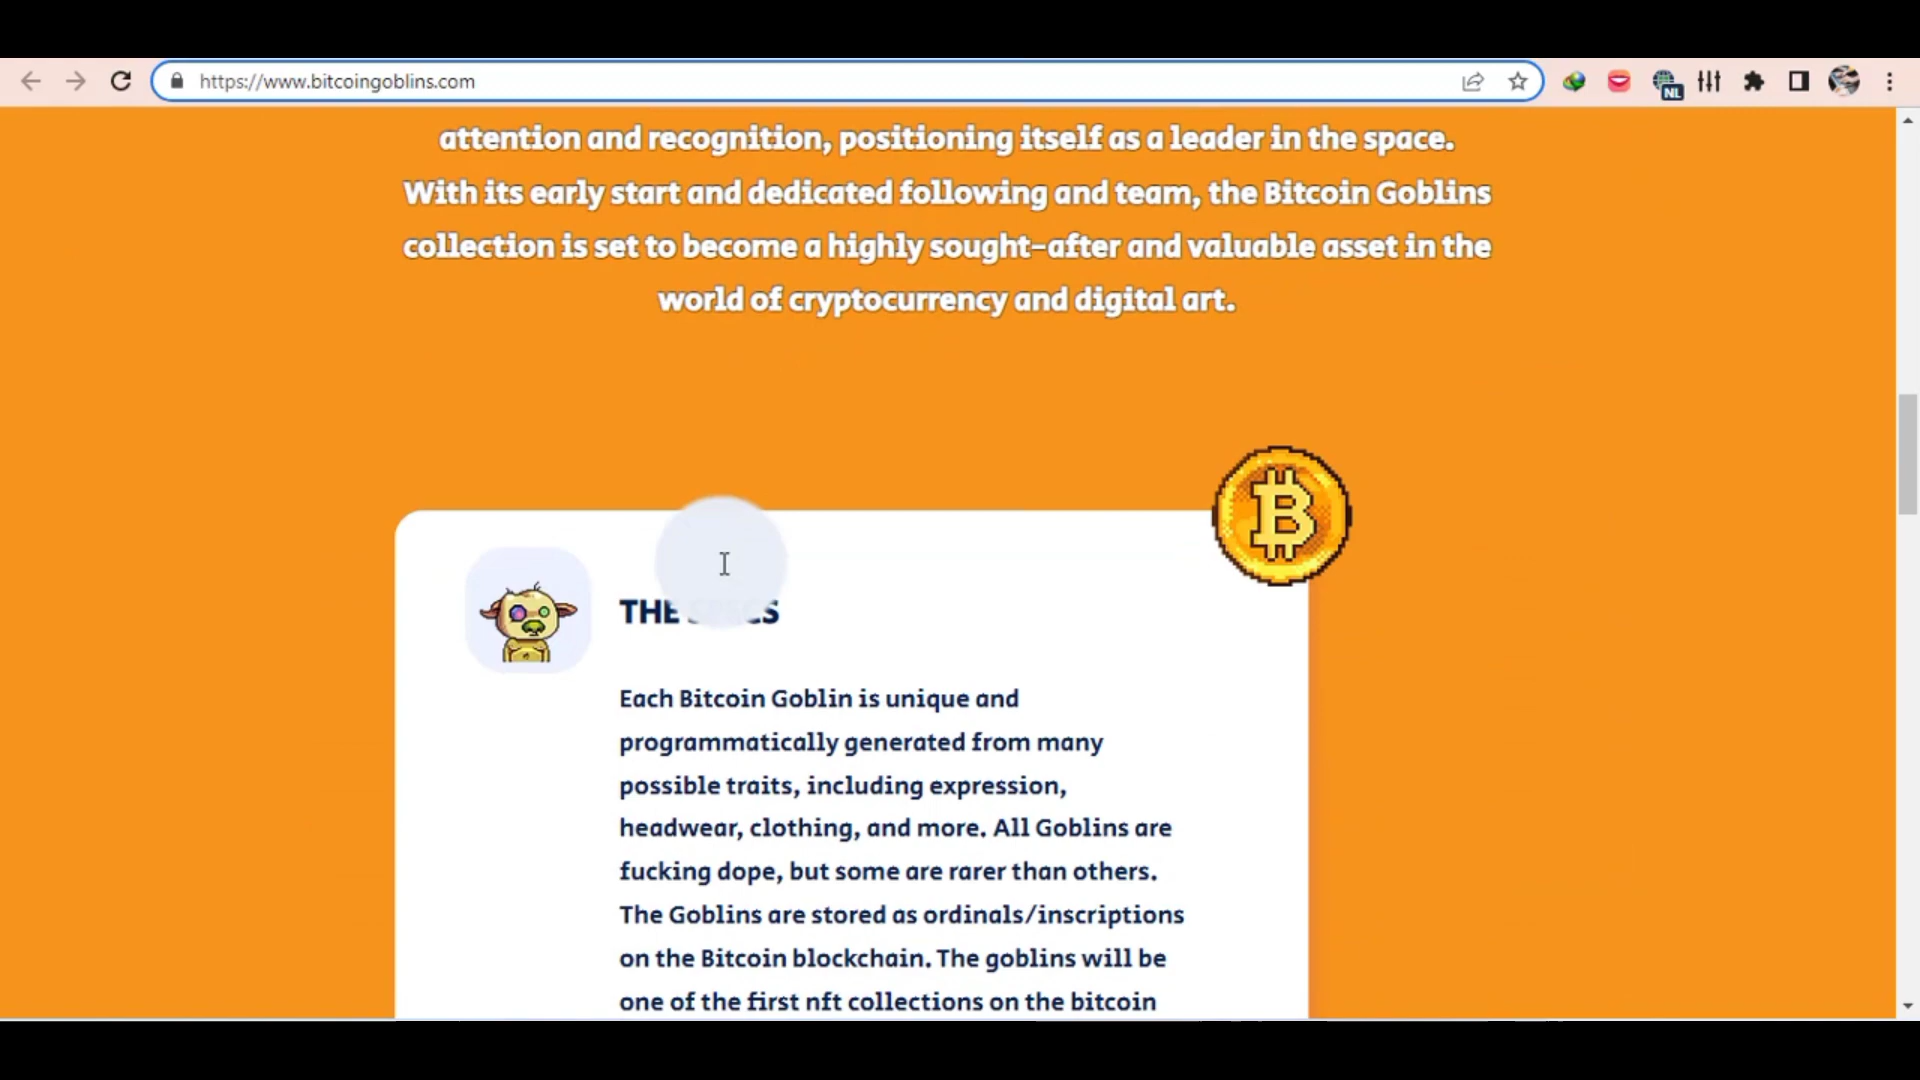 https://www.bitcoingoblins.com
NL
attention and recognition, positioning itself as a leader in the space.
With its early start and dedicated following and team, the Bitcoin Goblins
collection is set to become a highly sought-after and valuable asset in the
world of cryptocurrency and digital art.
THE SPECS
Each Bitcoin Goblin is unique and
programmatically generated from many
possible traits, including expression,
headwear, clothing, and more. All Goblins are
fucking dope, but some are rarer than others.
The Goblins are stored as ordinals/inscriptions
on the Bitcoin blockchain. The goblins will be
one of the first nft collections on the bitcoin